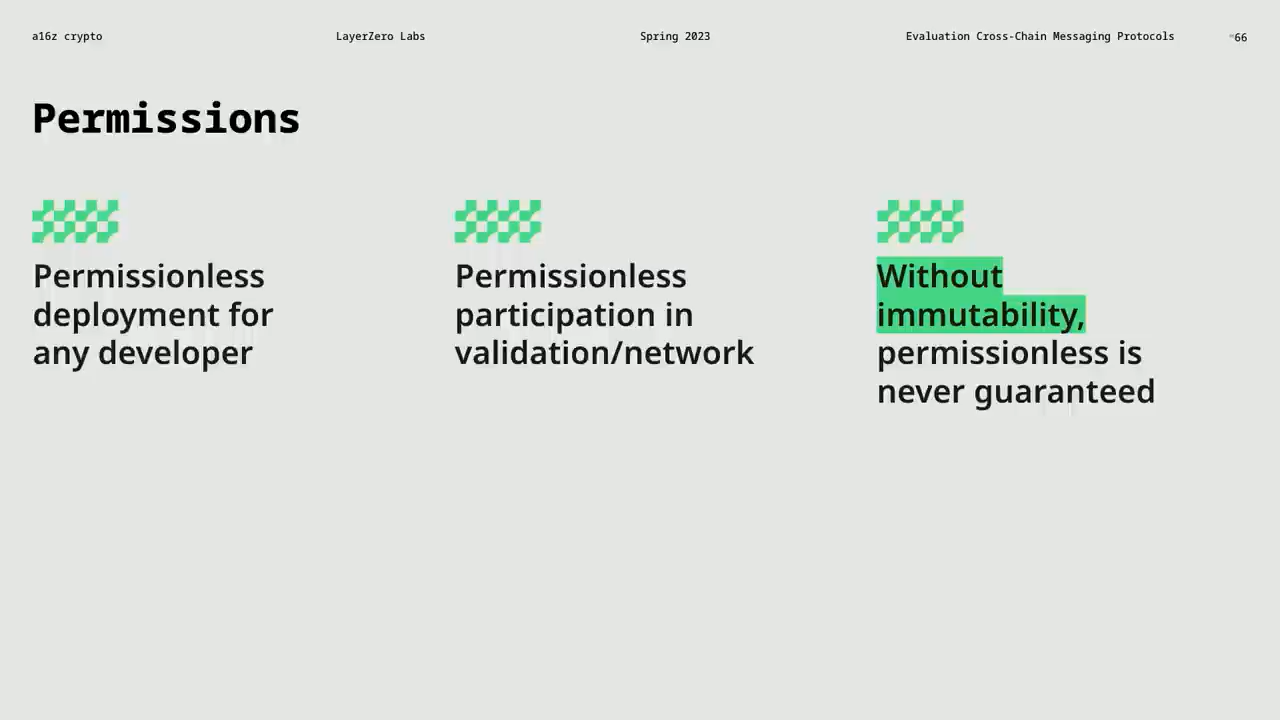 a16z crypto
LayerZero Labs
Spring 2023
Evaluation Cross-Chain Messaging Protocols
66
Permissions
Permissionless
deployment for
any developer
Permissionless
participation in
validation/network
Without
immutability,
permissionless is
never guaranteed